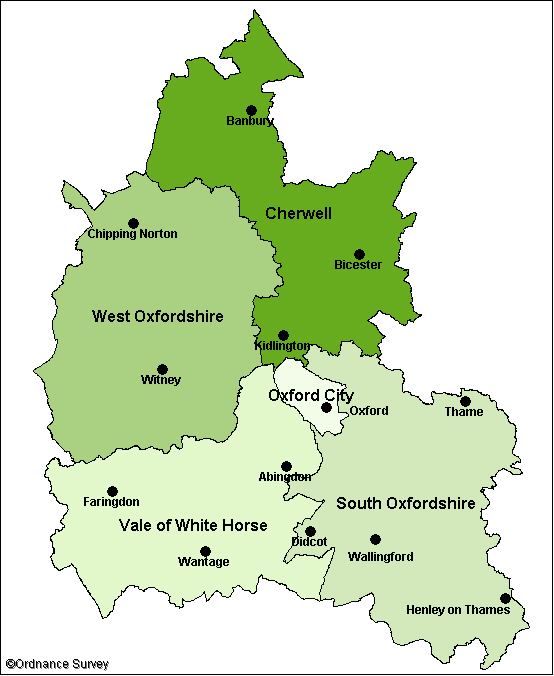 Banbury
Cherwell
Chipping Norton
Bicester
West Oxfordshire
Kidlington
Witney
Oxford City
Oxford
Thame
Abingdon
Faringdon
South Oxfordshire
Vale of White Horse
Didcot
Wallingford
Wantage
Henley on Thames
©Ordnance Survey